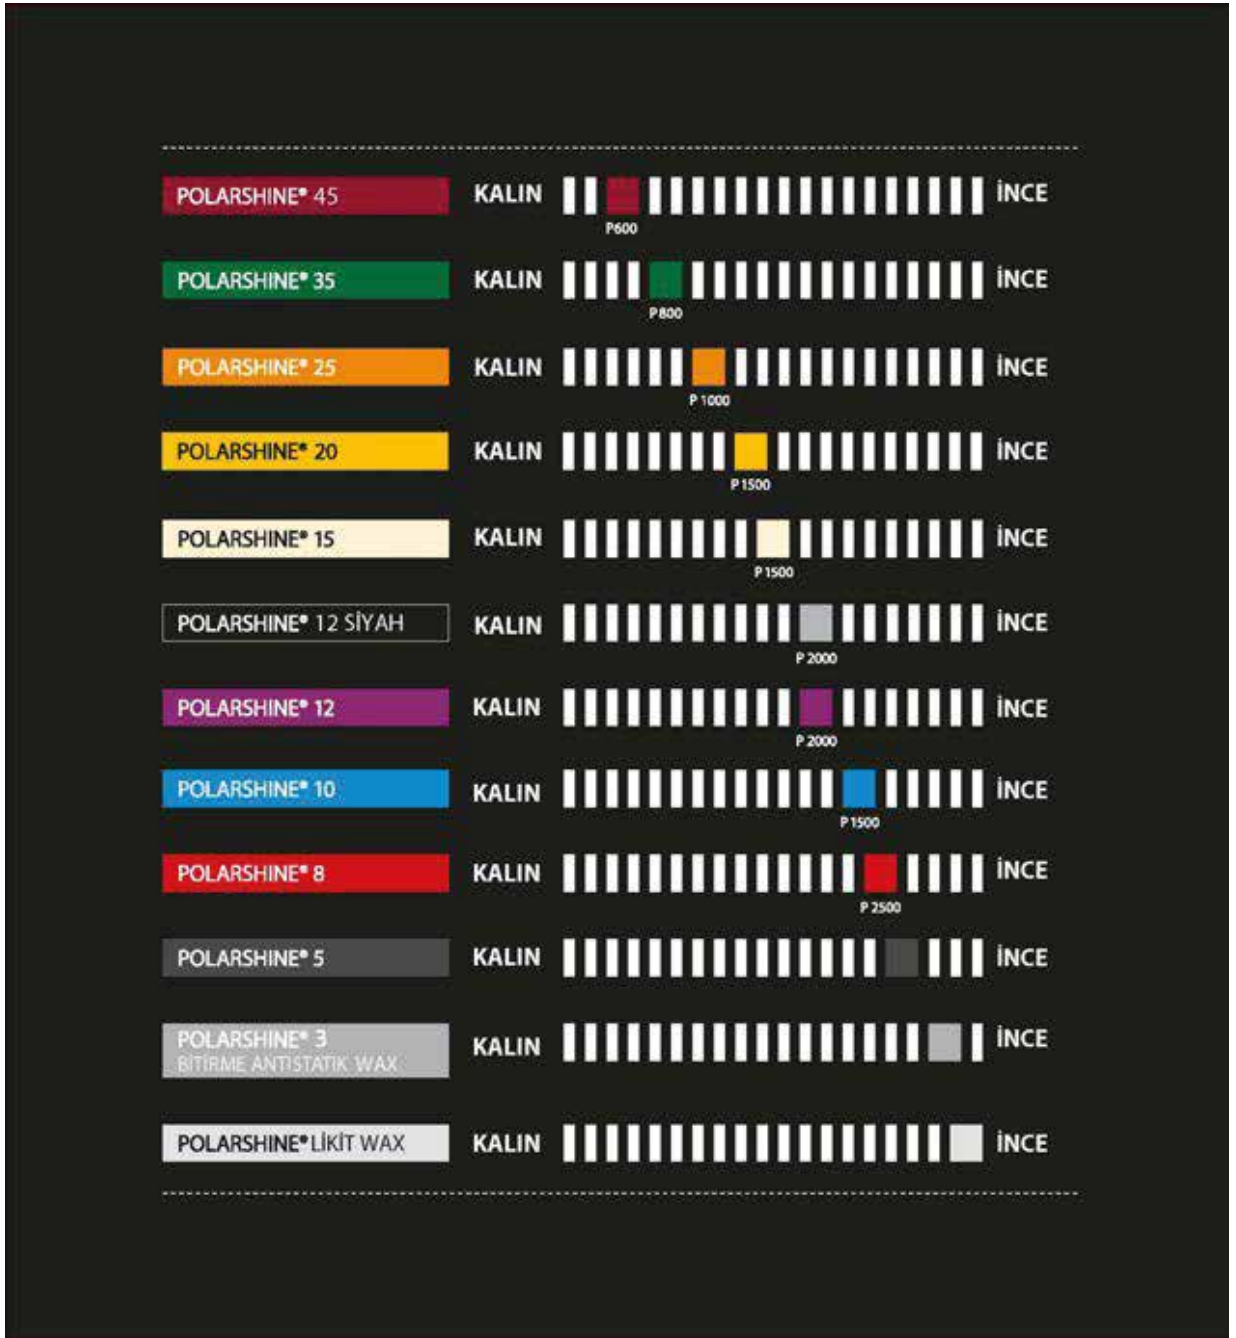 POLARSHINE® 45 KALIN İNCE
P600
POLARSHINE® 35 KALIN İNCE
P800
POLARSHINE® 25 KALIN İNCE
P 1000
POLARSHINE® 20 KALIN İNCE
P1500
POLARSHINE® 15 KALIN İNCE
P 1500
POLARSHINE® 12 SİYAH KALIN İNCE
P 2000
POLARSHINE® 12 KALIN İNCE
P 2000
POLARSHINE® 10 KALIN İNCE
P1500
POLARSHINE® 8 KALIN İNCE
P 2500
POLARSHINE® 5 KALIN İNCE
POLARSHINE® 3 KALIN İNCE
BİTİRME ANTİSTATİK WAX
POLARSHINE® LİKİT WAX KALIN İNCE